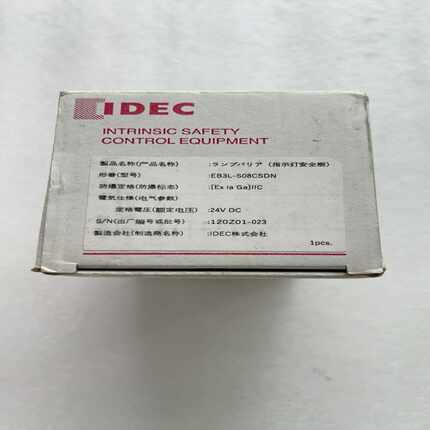 IDEC
INTRINSIC SAFETY
CONTROL EQUIPMENT
製品名称(产品名称) :ランプバリア (指示灯安全栅)
形番(型号) :EB3L-S08CSDN
防爆定格(防爆标志) :[Ex ia Ga]IIC
電気仕様(电气参数)
定格電圧(额定电压) :24V DC
S/N(出厂编号或批号) :120Z01-023
製造会社(制造商名称) :IDEC株式会社
1pcs.